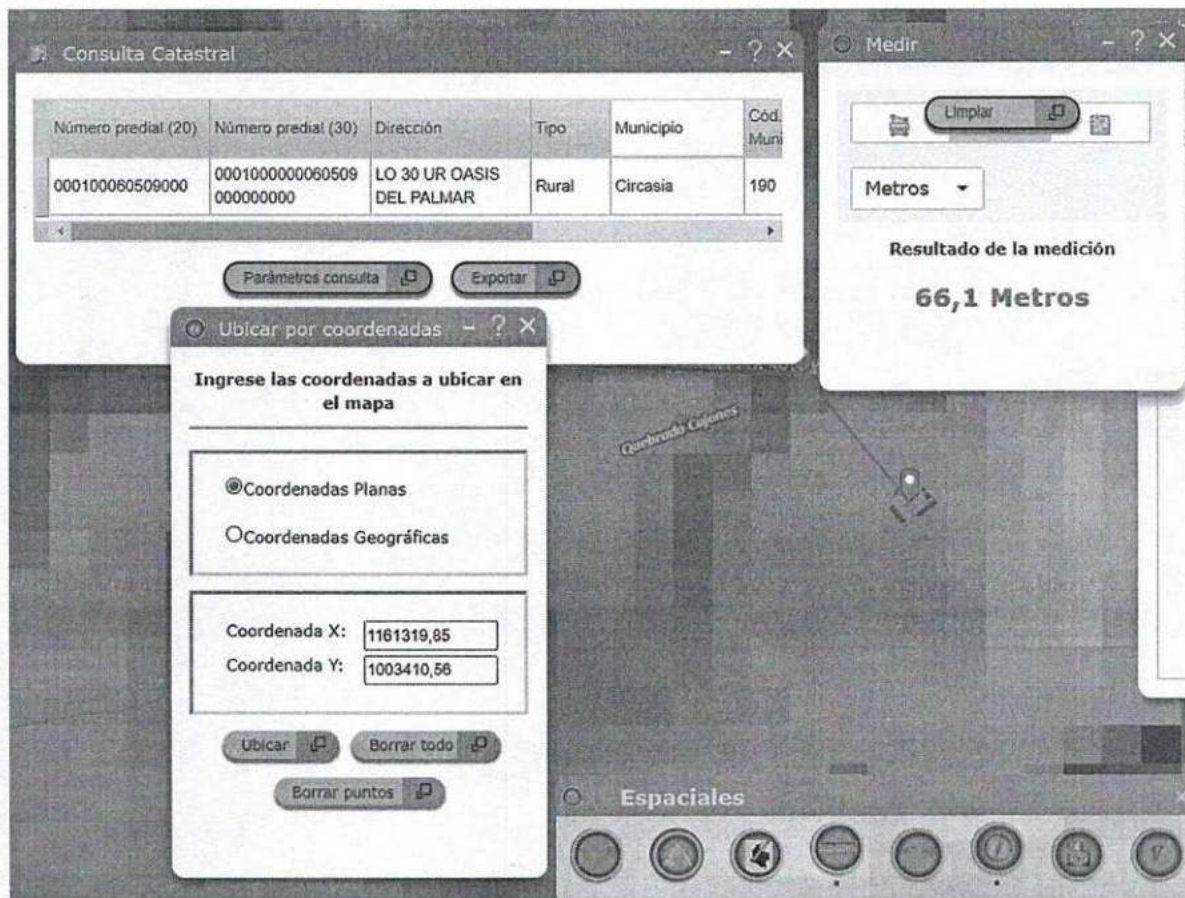 Consulta Catastral
Número predial (20) Número predial (30) Dirección Tipo Municipio Cód. Muni
000100060509000 0001000000060509 000000000 LO 30 UR OASIS DEL PALMAR Rural Circasia 190
Parámetros consulta Exportar
Medir
Limpiar
Metros
Resultado de la medición
66,1 Metros
Ubicar por coordenadas
Ingrese las coordenadas a ubicar en
el mapa
Coordenadas Planas
Coordenadas Geográficas
Coordenada X: 1161319,85
Coordenada Y: 1003410,56
Ubicar Borrar todo
Borrar puntos
Quebrada Cajones
Espaciales